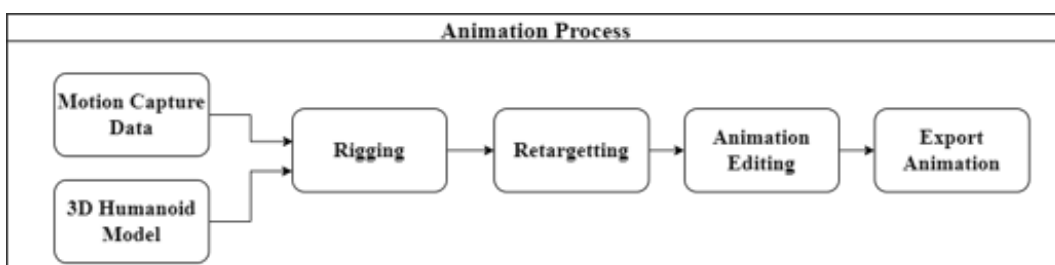 Animation Process
Motion Capture
Data
3D Humanoid
Model
Rigging
Retargetting
Animation
Editing
Export
Animation